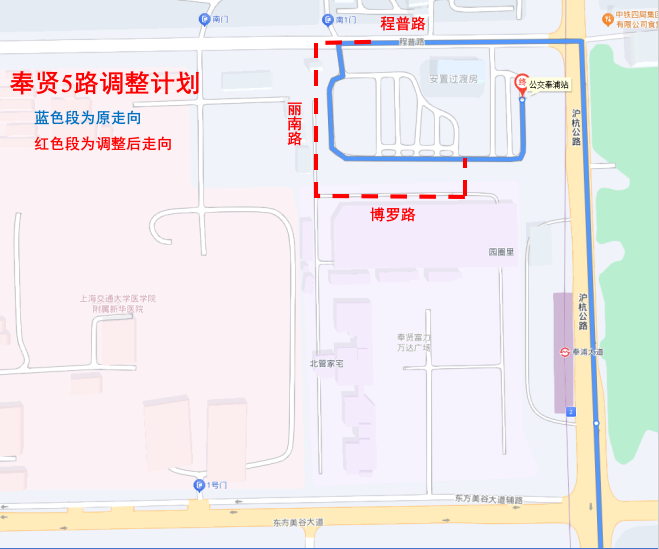 南门
南1门
程普路
中铁四局集团
有限公司食
程普路
奉贤5路调整计划
安置过渡房
终
公交奉浦站
蓝色段为原走向
丽南路
沪杭公路
红色段为调整后走向
博罗路
园圈里
上海交通大学医学院
附属新华医院
沪杭公路
奉贤富力
万达广场
奉浦大道
北管家宅
2
1号门
东方美谷大道辅路
东方美谷大道